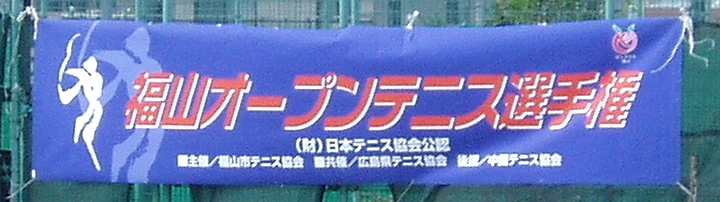 福山オープンテニス選手権
(財)日本テニス協会公認
■主催／福山市テニス協会 ■共催／広島県テニス協会 後援／中国テニス協会